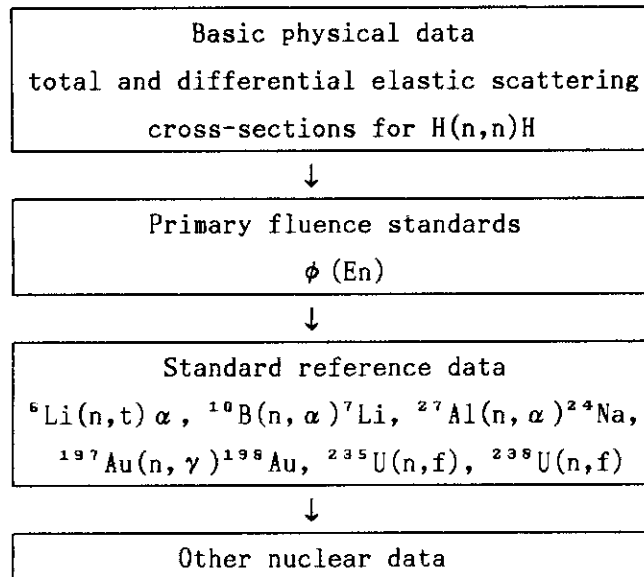 Basic physical data
total and differential elastic scattering
cross-sections for H(n,n)H
↓
Primary fluence standards
φ (En)
↓
Standard reference data
⁶Li(n,t)α, ¹⁰B(n,α)⁷Li, ²⁷Al(n,α)²⁴Na,
¹⁹⁷Au(n,γ)¹⁹⁸Au, ²³⁵U(n,f), ²³⁸U(n,f)
↓
Other nuclear data